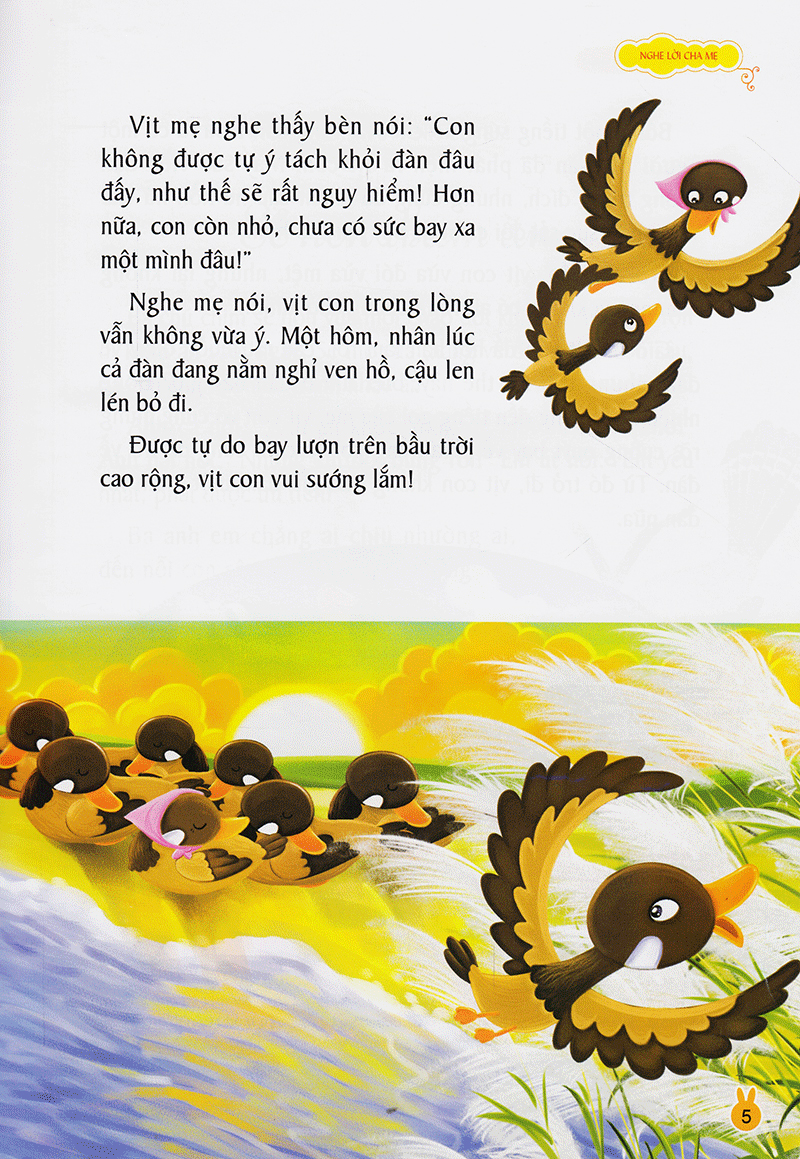 NGHE LỜI CHA MẸ
Vịt mẹ nghe thấy bèn nói: “Con
không được tự ý tách khỏi đàn đâu
đấy, như thế sẽ rất nguy hiểm! Hơn
nữa, con còn nhỏ, chưa có sức bay xa
một mình đâu!”
Nghe mẹ nói, vịt con trong lòng
vẫn không vừa ý. Một hôm, nhân lúc
cả đàn đang nằm nghỉ ven hồ, cậu len
lén bỏ đi.
Được tự do bay lượn trên bầu trời
cao rộng, vịt con vui sướng lắm!
5